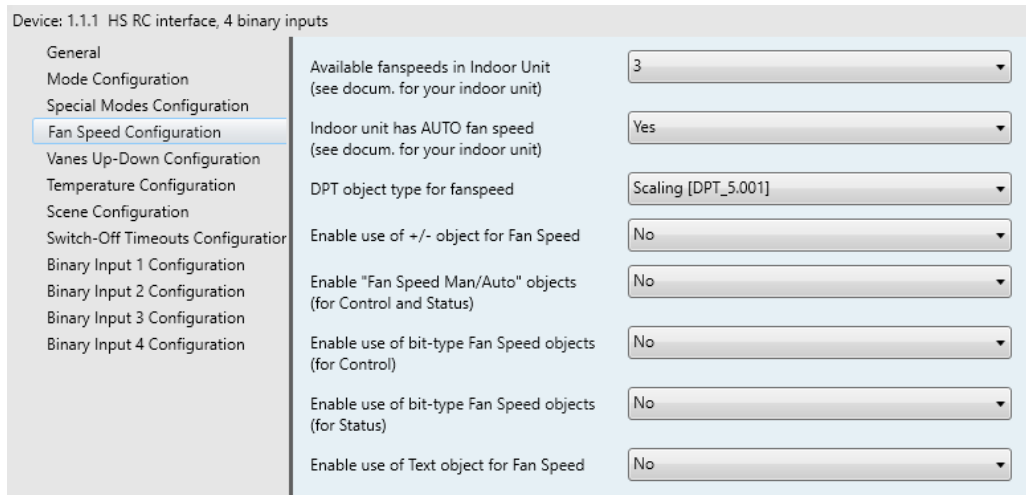 Device: 1.1.1 HS RC interface, 4 binary inputs
General
Mode Configuration
Special Modes Configuration
Fan Speed Configuration
Vanes Up-Down Configuration
Temperature Configuration
Scene Configuration
Switch-Off Timeouts Configuration
Binary Input 1 Configuration
Binary Input 2 Configuration
Binary Input 3 Configuration
Binary Input 4 Configuration
Available fanspeeds in Indoor Unit
(see docum. for your indoor unit)
3
Indoor unit has AUTO fan speed
(see docum. for your indoor unit)
Yes
DPT object type for fanspeed
Scaling [DPT_5.001]
Enable use of +/- object for Fan Speed
No
Enable "Fan Speed Man/Auto" objects
(for Control and Status)
No
Enable use of bit-type Fan Speed objects
(for Control)
No
Enable use of bit-type Fan Speed objects
(for Status)
No
Enable use of Text object for Fan Speed
No